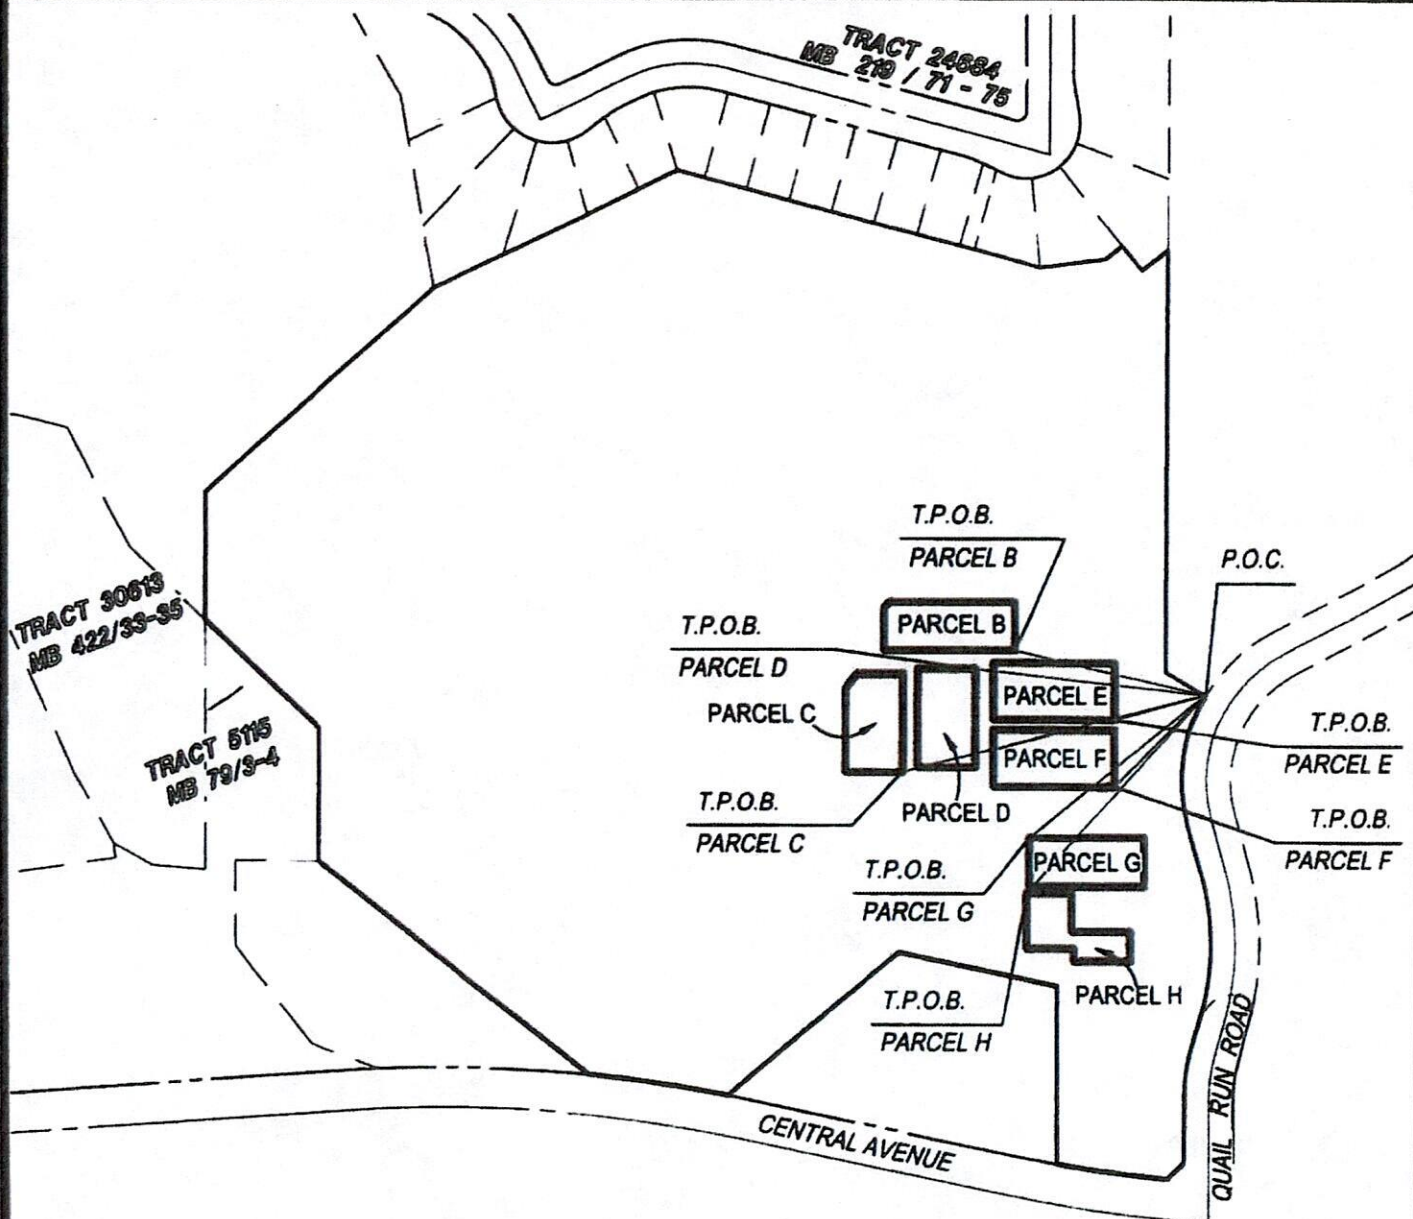 TRACT 24684
MB 219 / 71 - 75
T.P.O.B.
PARCEL B
P.O.C.
TRACT 30613
MB 422/33-35
PARCEL B
T.P.O.B.
PARCEL D
PARCEL E
PARCEL C
T.P.O.B.
PARCEL E
TRACT 5115
MB 79/3-4
PARCEL F
T.P.O.B.
PARCEL C
PARCEL D
T.P.O.B.
PARCEL F
PARCEL G
T.P.O.B.
PARCEL G
PARCEL H
T.P.O.B.
PARCEL H
QUAIL RUN ROAD
CENTRAL AVENUE